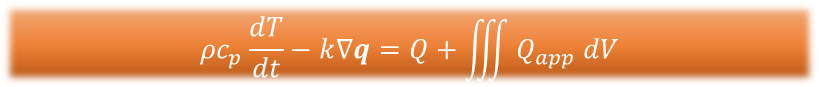 ρc_p dT/dt − k∇𝒒 = Q + ∭ Q_app dV